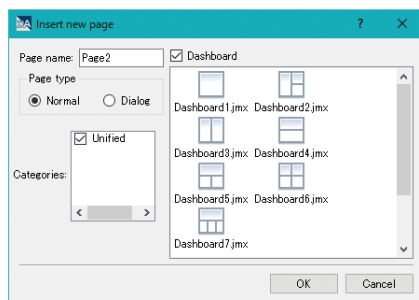 Insert new page
Page name: Page2
Dashboard
Page type
Normal Dialog
Categories:
Unified
Dashboard1.jmx Dashboard2.jmx
Dashboard3.jmx Dashboard4.jmx
Dashboard5.jmx Dashboard6.jmx
Dashboard7.jmx
OK Cancel